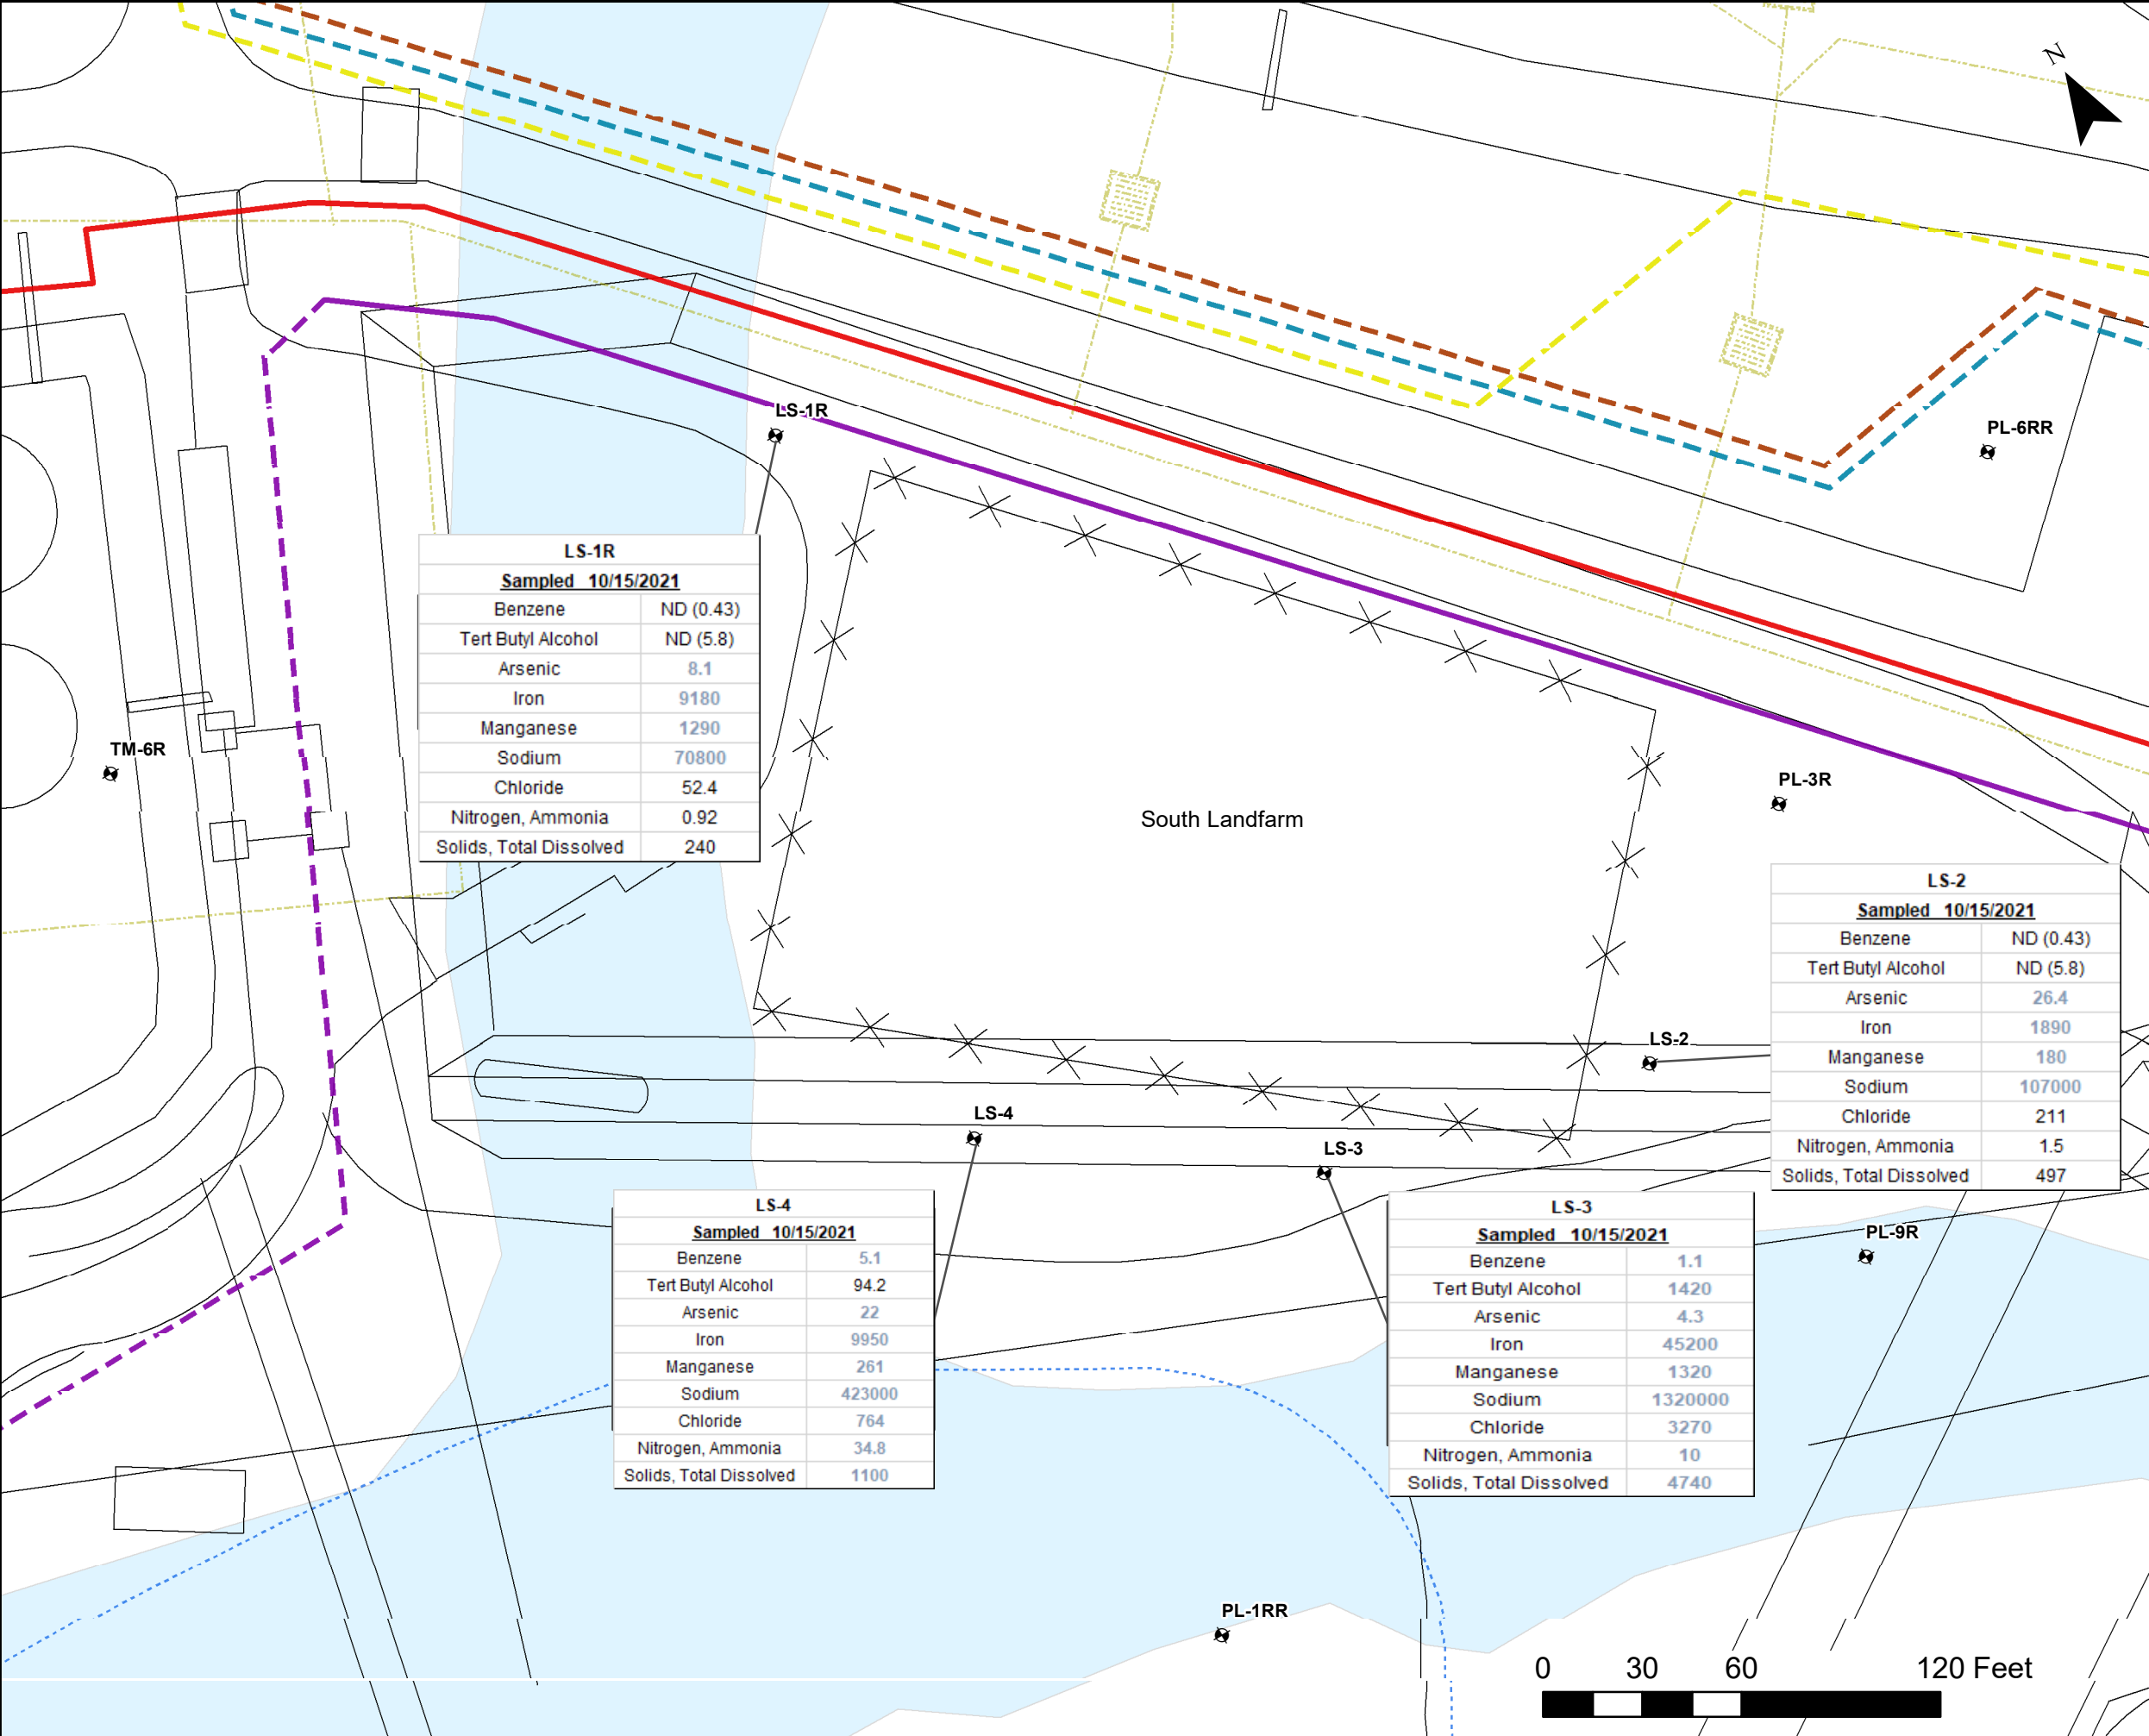 N
LS-1R
PL-6RR
LS-1R
Sampled 10/15/2021
Benzene ND (0.43)
Tert Butyl Alcohol ND (5.8)
Arsenic 8.1
Iron 9180
Manganese 1290
Sodium 70800
Chloride 52.4
Nitrogen, Ammonia 0.92
Solids, Total Dissolved 240
TM-6R
PL-3R
South Landfarm
LS-2
Sampled 10/15/2021
Benzene ND (0.43)
Tert Butyl Alcohol ND (5.8)
Arsenic 26.4
Iron 1890
Manganese 180
Sodium 107000
Chloride 211
Nitrogen, Ammonia 1.5
Solids, Total Dissolved 497
LS-2
LS-4
LS-3
LS-4
Sampled 10/15/2021
Benzene 5.1
Tert Butyl Alcohol 94.2
Arsenic 22
Iron 9950
Manganese 261
Sodium 423000
Chloride 764
Nitrogen, Ammonia 34.8
Solids, Total Dissolved 1100
LS-3
Sampled 10/15/2021
Benzene 1.1
Tert Butyl Alcohol 1420
Arsenic 4.3
Iron 45200
Manganese 1320
Sodium 1320000
Chloride 3270
Nitrogen, Ammonia 10
Solids, Total Dissolved 4740
PL-9R
PL-1RR
0 30 60 120 Feet